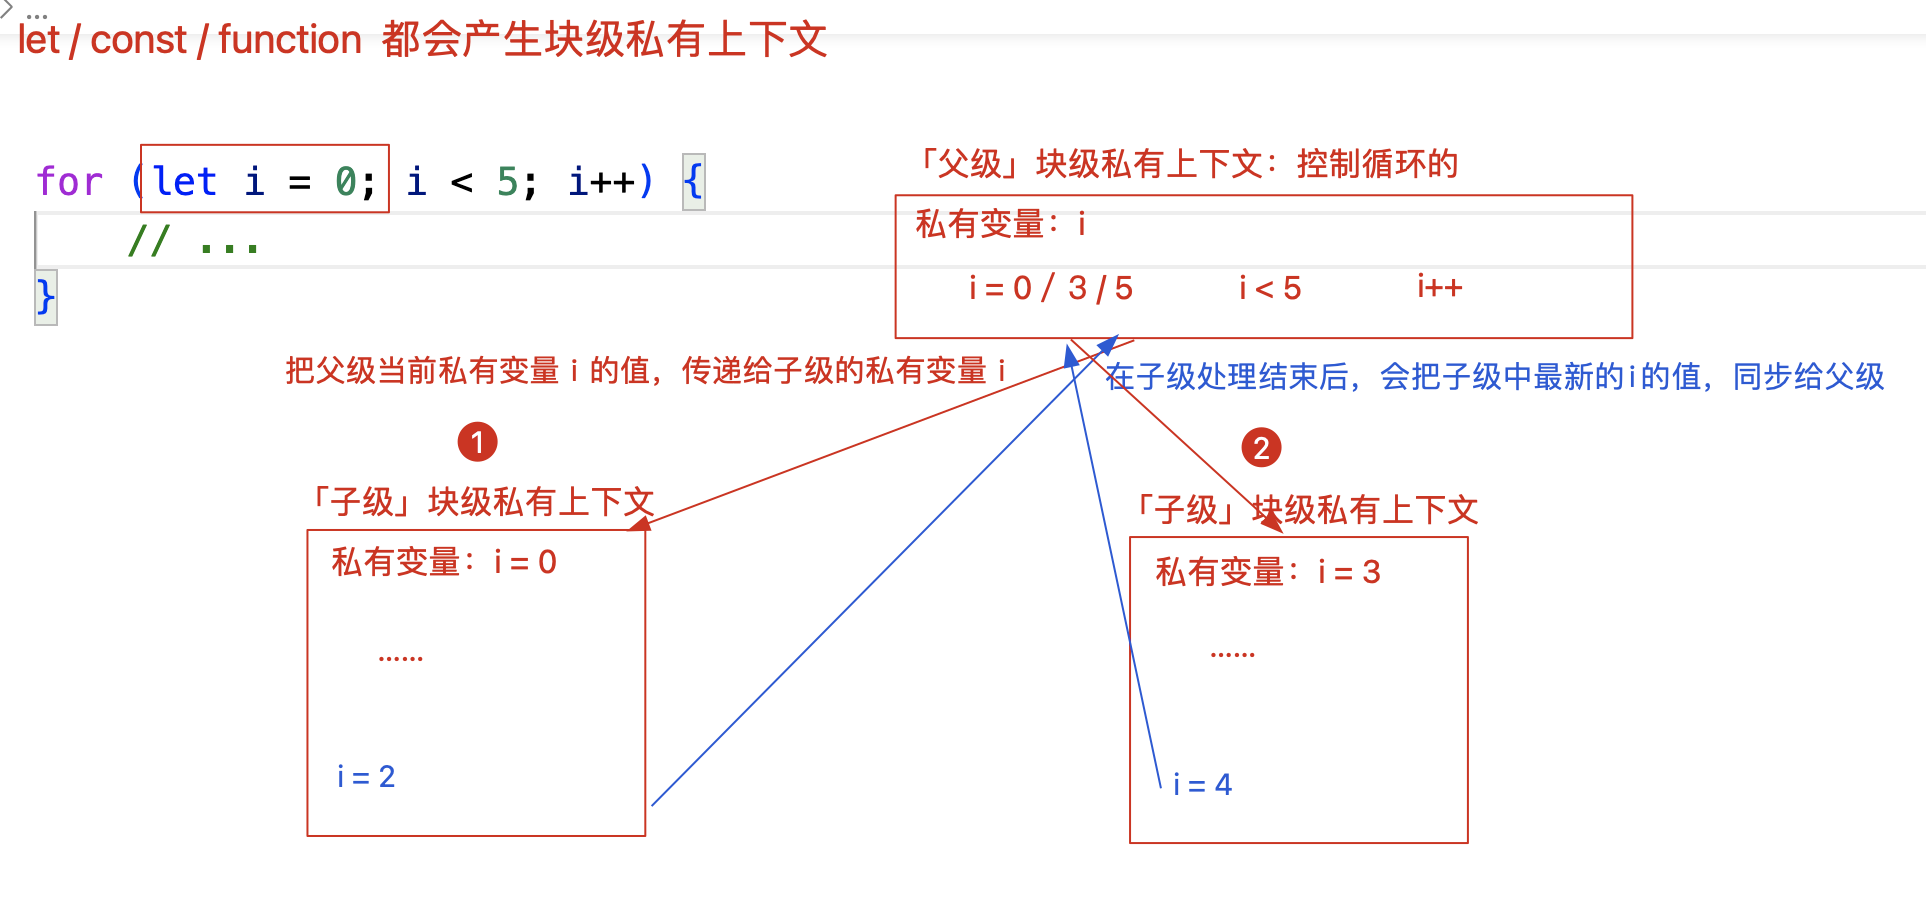 ...
let / const / function 都会产生块级私有上下文
for (let i = 0; i < 5; i++) {
// ...
}
「父级」块级私有上下文：控制循环的
私有变量：i
i = 0 / 3 / 5 i < 5 i++
把父级当前私有变量 i 的值，传递给子级的私有变量 i
在子级处理结束后，会把子级中最新的i的值，同步给父级
1
「子级」块级私有上下文
私有变量：i = 0
......
i = 2
2
「子级」块级私有上下文
私有变量：i = 3
......
i = 4